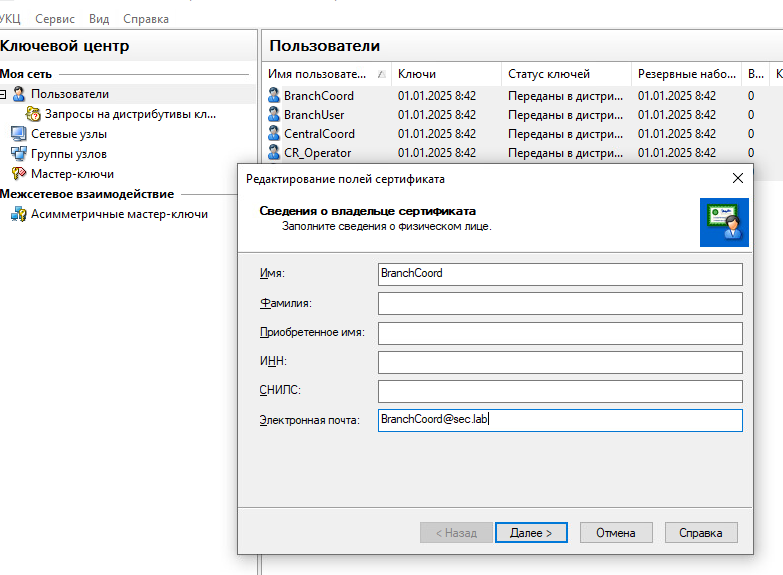 УКЦ Сервис Вид Справка
Ключевой центр
Пользователи
Моя сеть
Пользователи
Запросы на дистрибутивы кл...
Сетевые узлы
Группы узлов
Мастер-ключи
Межсетевое взаимодействие
Асимметричные мастер-ключи
Имя пользовате... Ключи Статус ключей Резервные набо... В... К
BranchCoord 01.01.2025 8:42 Переданы в дистри... 01.01.2025 8:42 0
BranchUser 01.01.2025 8:42 Переданы в дистри... 01.01.2025 8:42 0
CentralCoord 01.01.2025 8:42 Переданы в дистри... 01.01.2025 8:42 0
CR_Operator 01.01.2025 8:42 Переданы в дистри... 01.01.2025 8:42 0
Редактирование полей сертификата
Сведения о владельце сертификата
Заполните сведения о физическом лице.
Имя: BranchCoord
Фамилия:
Приобретенное имя:
ИНН:
СНИЛС:
Электронная почта: BranchCoord@sec.lab
< Назад Далее > Отмена Справка